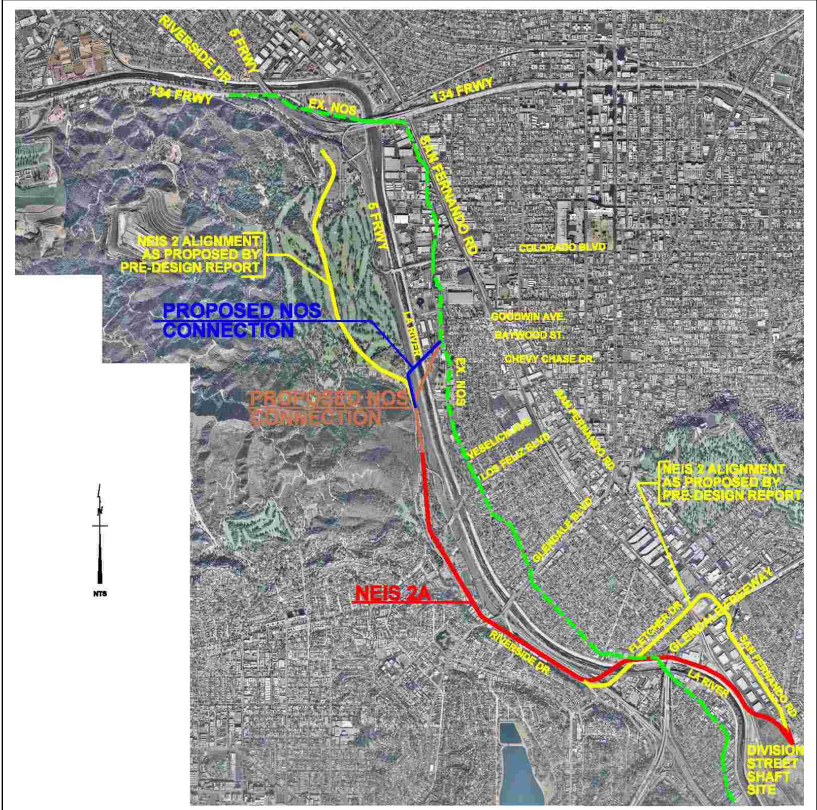 RIVERSIDE DR
5 FRWY
134 FRWY
EX. NOS
134 FRWY
SAN FERNANDO RD
5 FRWY
NEIS 2 ALIGNMENT
AS PROPOSED BY
PRE-DESIGN REPORT
COLORADO BLVD
PROPOSED NOS
CONNECTION
LA RIVER
GOODWIN AVE.
BAYWOOD ST.
CHEVY CHASE DR.
EX. NOS
PROPOSED NOS
CONNECTION
SAN FERNANDO RD
VESELICH AVE
LOS FELIZ BLVD
NEIS 2 ALIGNMENT
AS PROPOSED BY
PRE-DESIGN REPORT
GLENDALE BLVD
NTS
NEIS 2A
RIVERSIDE DR
FLETCHER DR
GLENDALE FREEWAY
SAN FERNANDO RD
LA RIVER
DIVISION
STREET
SHAFT
SITE